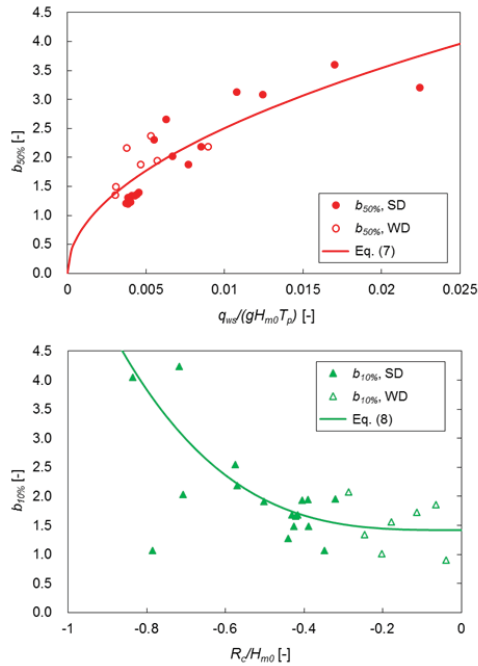 4.5
4.0
3.5
3.0
2.5
2.0
1.5
1.0
0.5
0.0
b50% [-]
b50%, SD
b50%, WD
Eq. (7)
0 0.005 0.01 0.015 0.02 0.025
qws/(gHm0Tp) [-]
4.5
4.0
3.5
3.0
2.5
2.0
1.5
1.0
0.5
0.0
b10% [-]
b10%, SD
b10%, WD
Eq. (8)
-1 -0.8 -0.6 -0.4 -0.2 0
Rc/Hm0 [-]